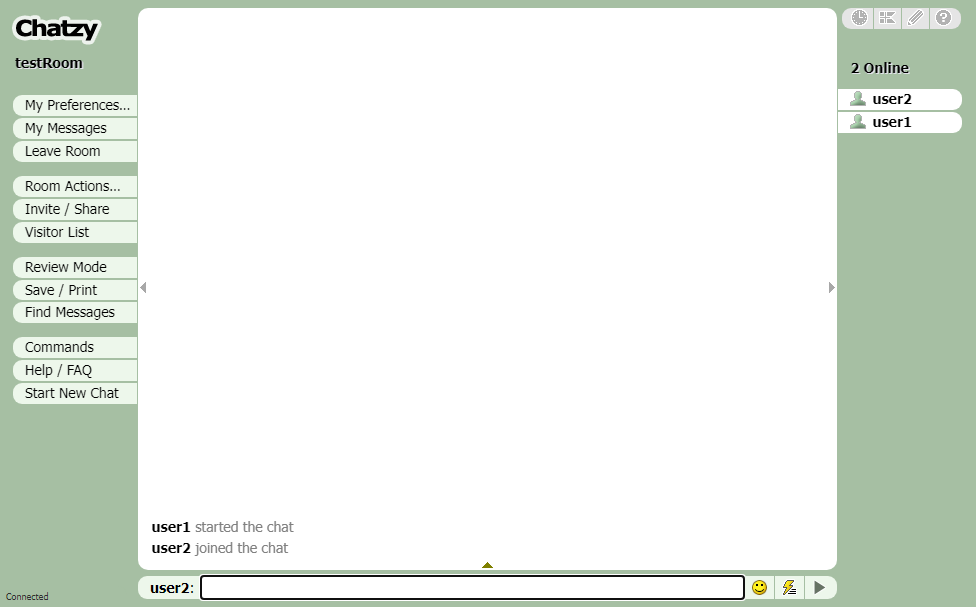 Chatzy
testRoom
My Preferences...
My Messages
Leave Room
Room Actions...
Invite / Share
Visitor List
Review Mode
Save / Print
Find Messages
Commands
Help / FAQ
Start New Chat
Connected
user1 started the chat
user2 joined the chat
user2:
?
2 Online
user2
user1